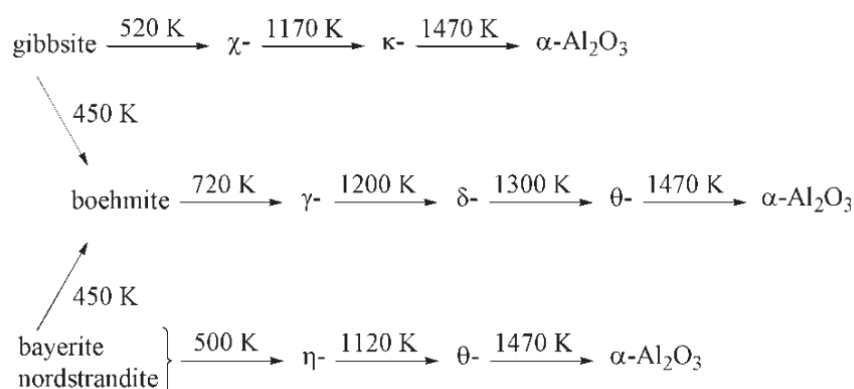 520 K 1170 K 1470 K
gibbsite χ- κ- α-Al₂O₃
450 K
720 K 1200 K 1300 K 1470 K
boehmite γ- δ- θ- α-Al₂O₃
450 K
bayerite
500 K 1120 K 1470 K
η- θ- α-Al₂O₃
nordstrandite